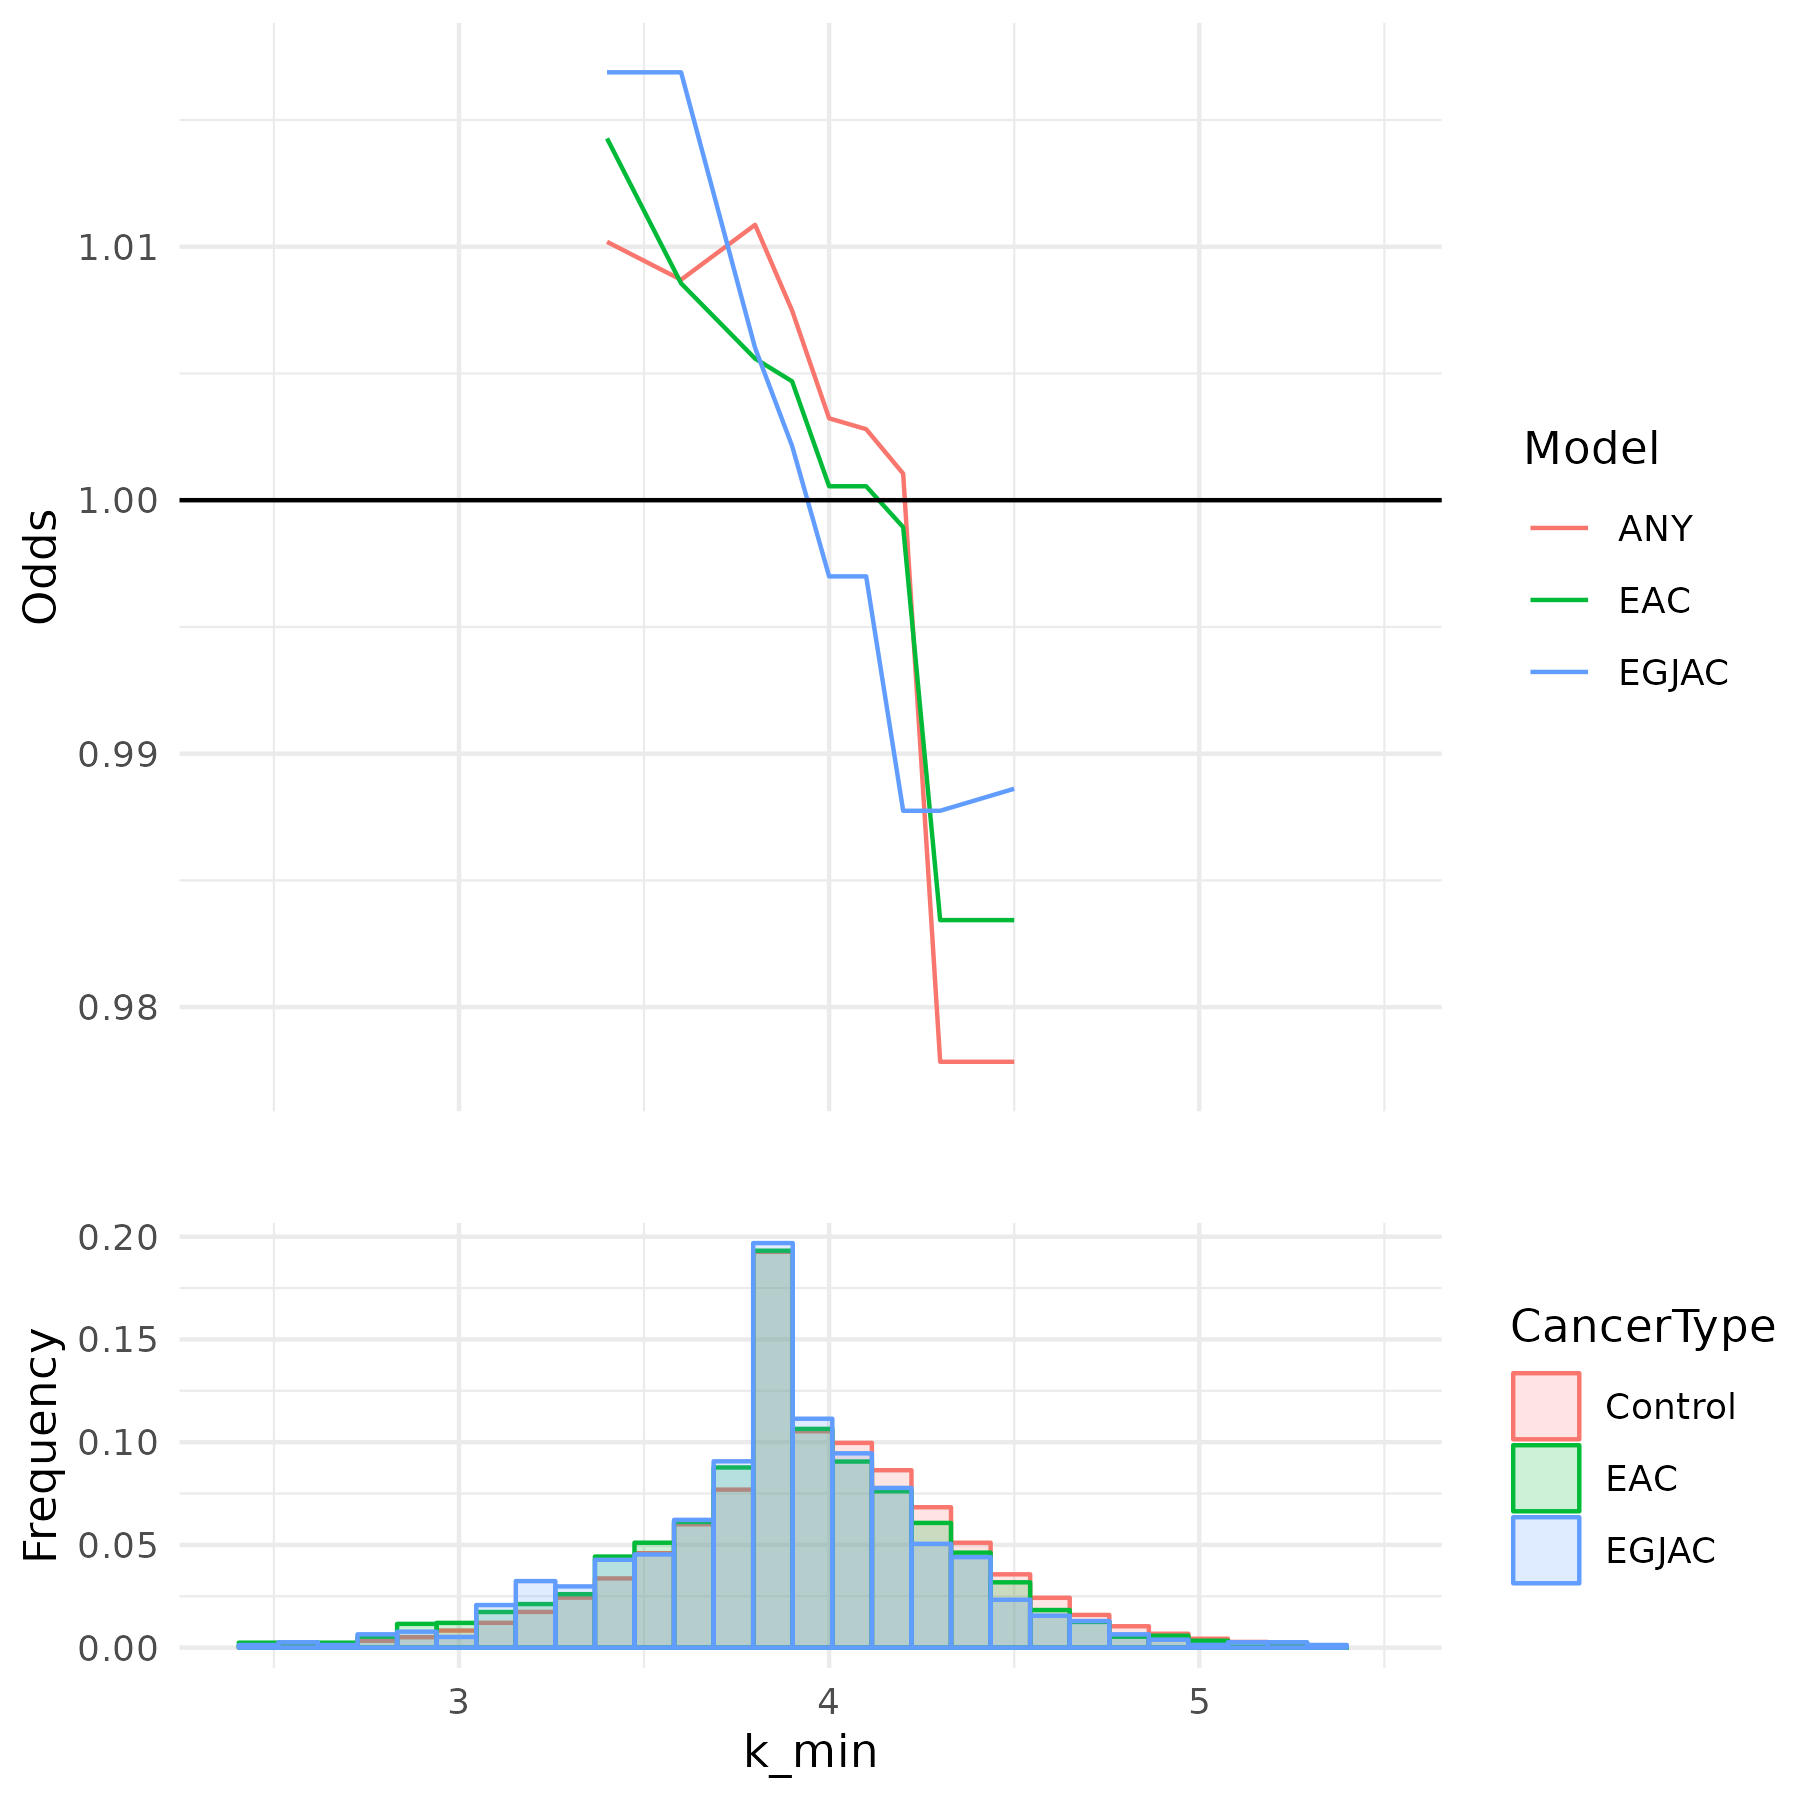 1.01
1.00
0.99
0.98
Odds
Model
ANY
EAC
EGJAC
0.20
0.15
0.10
0.05
0.00
Frequency
3 4 5
k_min
CancerType
Control
EAC
EGJAC